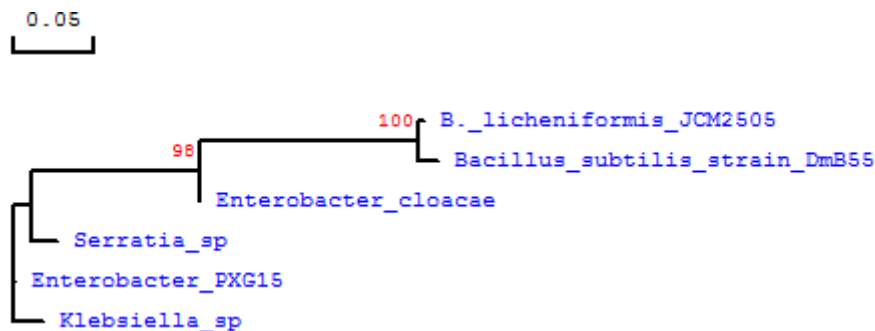 0.05
100 B._licheniformis_JCM2505
98
Bacillus_subtilis_strain_DmB55
Enterobacter_cloacae
Serratia_sp
Enterobacter_PXG15
Klebsiella_sp